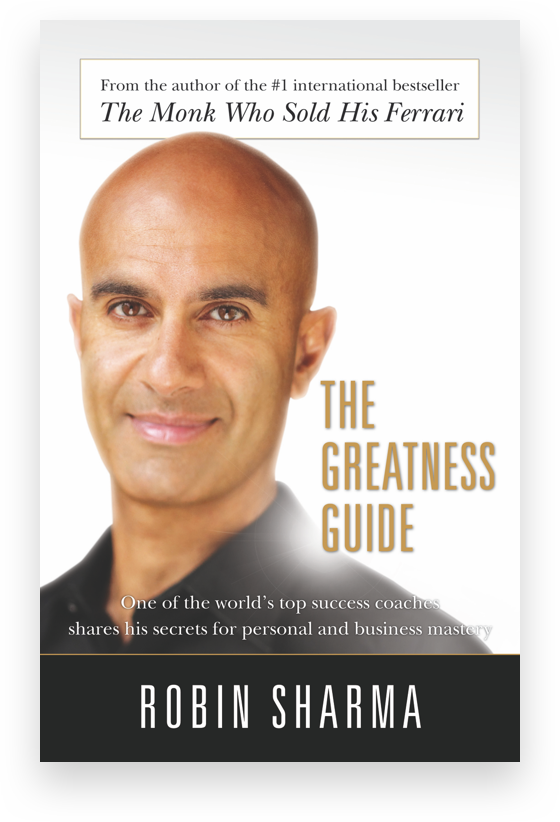 From the author of the #1 international bestseller
The Monk Who Sold His Ferrari
THE
GREATNESS
GUIDE
One of the world's top success coaches
shares his secrets for personal and business mastery
ROBIN SHARMA